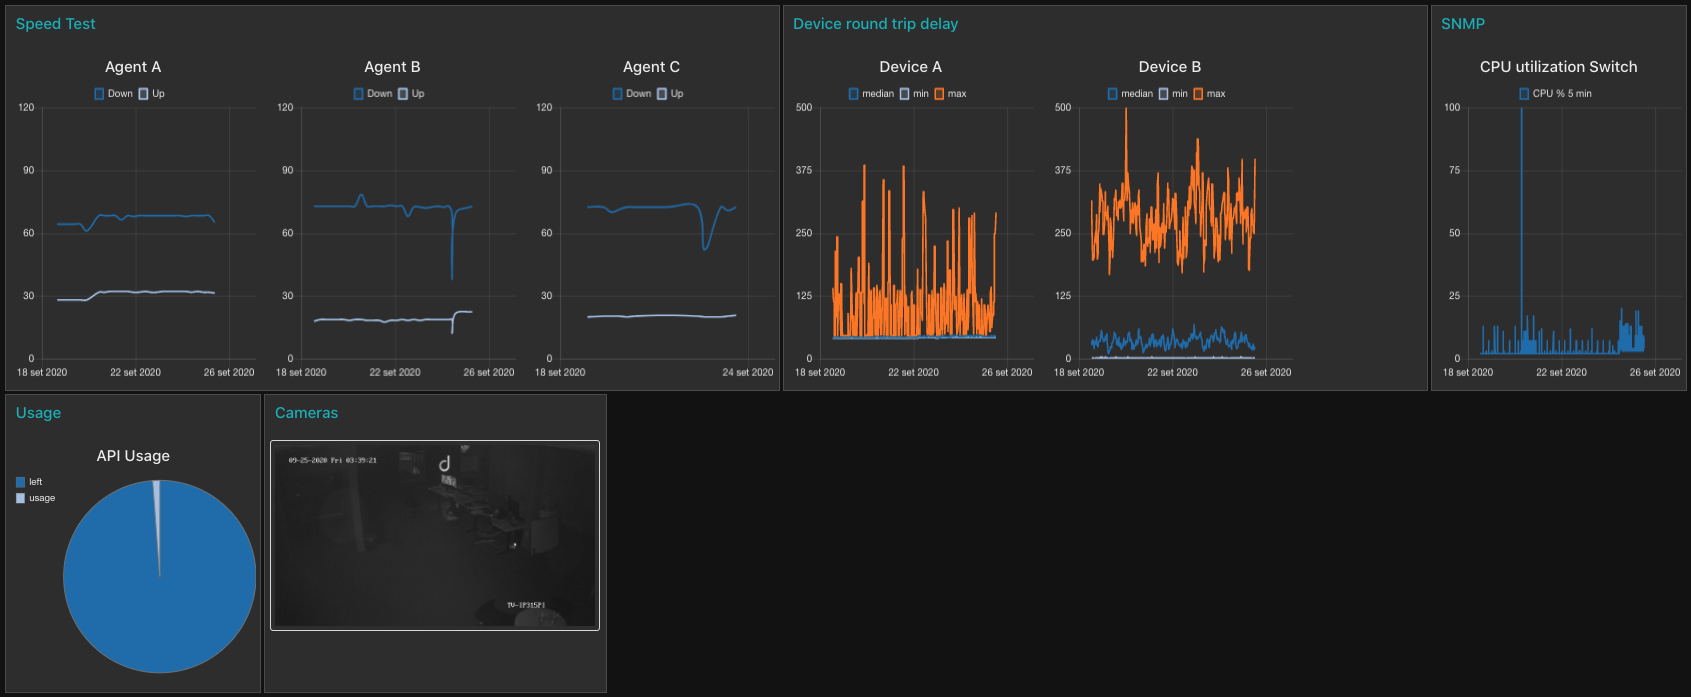 Speed Test
Agent A
Down Up
120
90
60
30
0
18 set 2020 22 set 2020 26 set 2020
Agent B
Down Up
120
90
60
30
0
18 set 2020 22 set 2020 26 set 2020
Agent C
Down Up
120
90
60
30
0
18 set 2020 24 set 2020
Device round trip delay
Device A
median min max
500
375
250
125
0
18 set 2020 22 set 2020 26 set 2020
Device B
median min max
500
375
250
125
0
18 set 2020 22 set 2020 26 set 2020
SNMP
CPU utilization Switch
CPU % 5 min
100
75
50
25
0
18 set 2020 22 set 2020 26 set 2020
Usage
API Usage
left
usage
Cameras
09-25-2020 Fri 03:39:21
d